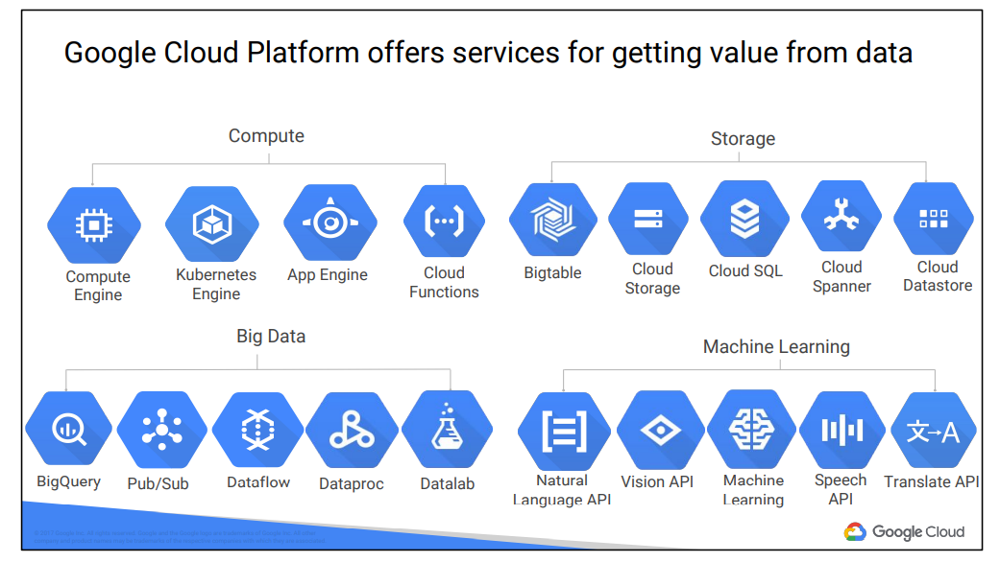 Google Cloud Platform offers services for getting value from data
Compute
Storage
Compute
Engine
Kubernetes
Engine
App Engine
Cloud
Functions
Bigtable
Cloud
Storage
Cloud SQL
Cloud
Spanner
Cloud
Datastore
Big Data
Machine Learning
BigQuery
Pub/Sub
Dataflow
Dataproc
Datalab
Natural
Language API
Vision API
Machine
Learning
Speech
API
文→A
Translate API
Google Cloud